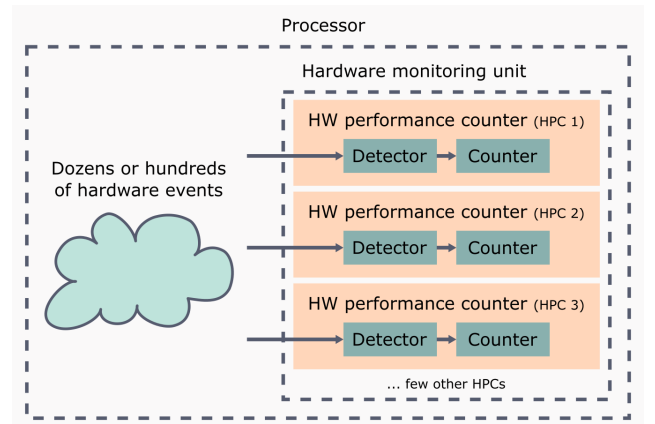 Processor
Hardware monitoring unit
HW performance counter (HPC 1)
Detector
Counter
Dozens or hundreds
of hardware events
HW performance counter (HPC 2)
Detector
Counter
HW performance counter (HPC 3)
Detector
Counter
... few other HPCs